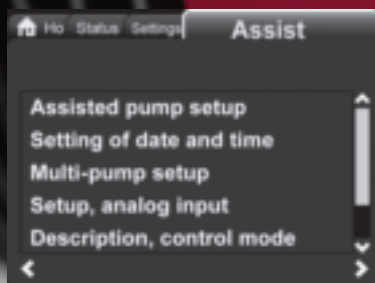 Ho Status Settings Assist
Assisted pump setup
Setting of date and time
Multi-pump setup
Setup, analog input
Description, control mode